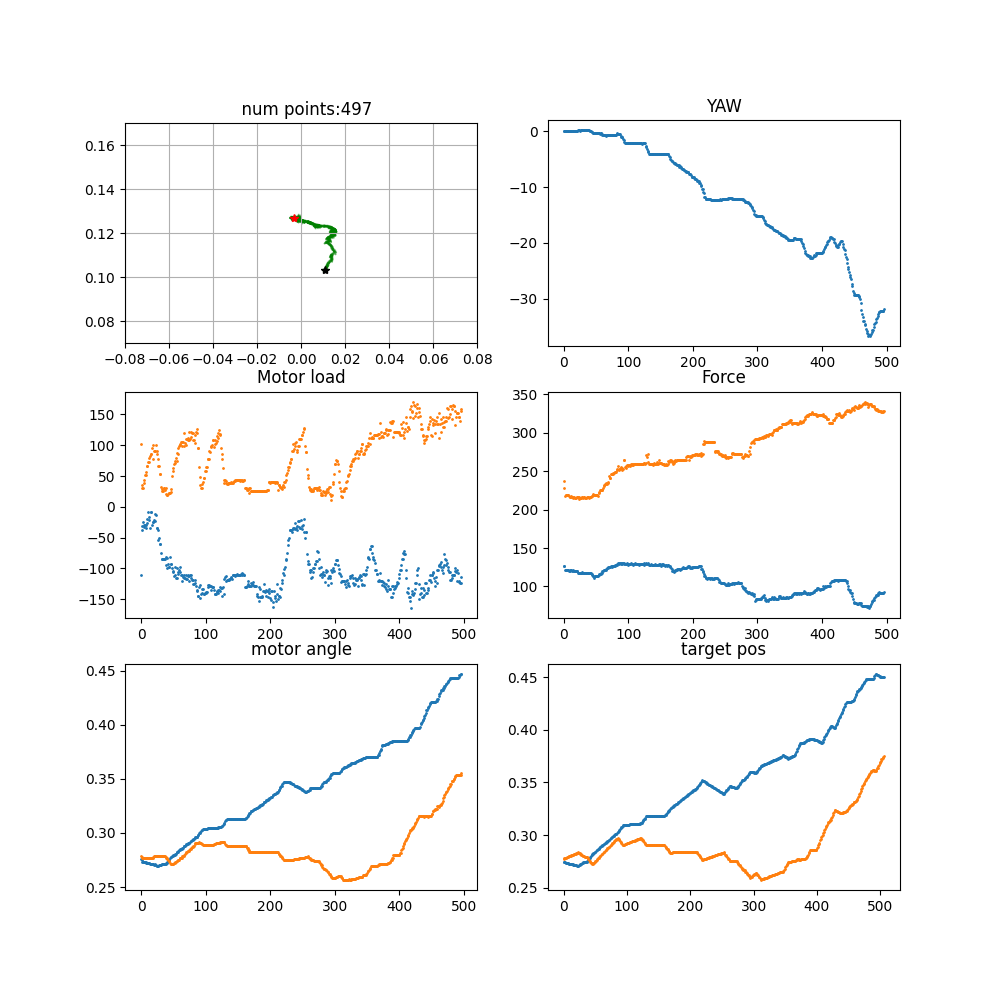 num points:497
YAW
0.16
0.14
0.12
0.10
0.08
−0.08 −0.06 −0.04 −0.02 0.00 0.02 0.04 0.06 0.08
0
−10
−20
−30
0 100 200 300 400 500
Motor load
Force
150
100
50
0
−50
−100
−150
0 100 200 300 400 500
350
300
250
200
150
100
0 100 200 300 400 500
motor angle
target pos
0.45
0.40
0.35
0.30
0.25
0 100 200 300 400 500
0.45
0.40
0.35
0.30
0.25
0 100 200 300 400 500